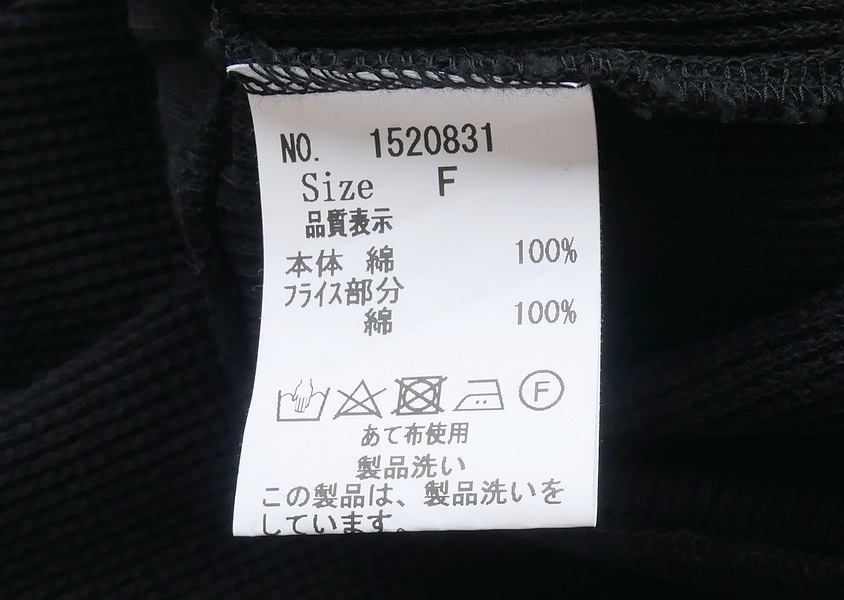 NO. 1520831
Size F
品質表示
本体 綿 100%
フライス部分
綿 100%
F
あて布使用
製品洗い
この製品は、製品洗いを
しています。